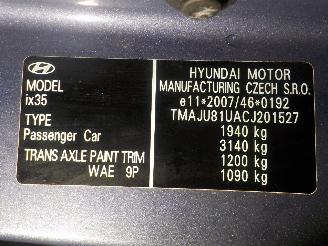 HYUNDAI MOTOR
MANUFACTURING CZECH S.R.O.
e11*2007/46*0192
TMAJU81UACJ201527
1940 kg
3140 kg
1200 kg
1090 kg
MODEL
ix35
TYPE
Passenger Car
TRANS AXLE PAINT TRIM
WAE 9P